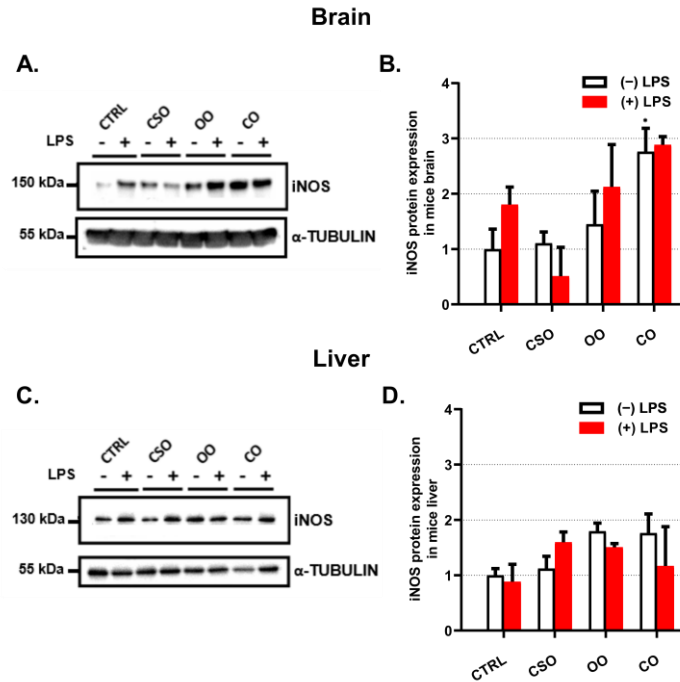 Brain
A.
CTRL CSO OO CO
LPS - + - + - + - +
150 kDa iNOS
55 kDa α-TUBULIN
B.
(−) LPS
(+) LPS
iNOS protein expression
in mice brain
4
3
2
1
0
*
CTRL CSO OO CO
Liver
C.
CTRL CSO OO CO
LPS - + - + - + - +
130 kDa iNOS
55 kDa α-TUBULIN
D.
(−) LPS
(+) LPS
iNOS protein expression
in mice liver
4
3
2
1
0
CTRL CSO OO CO